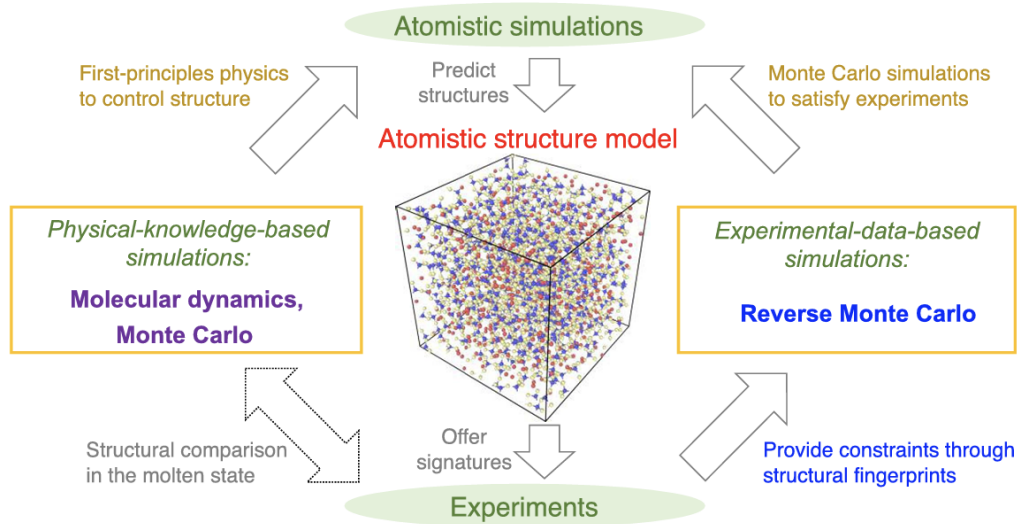 Atomistic simulations
First-principles physics
to control structure
Predict
structures
Monte Carlo simulations
to satisfy experiments
Atomistic structure model
Physical-knowledge-based
simulations:
Molecular dynamics,
Monte Carlo
Experimental-data-based
simulations:
Reverse Monte Carlo
Structural comparison
in the molten state
Offer
signatures
Provide constraints through
structural fingerprints
Experiments